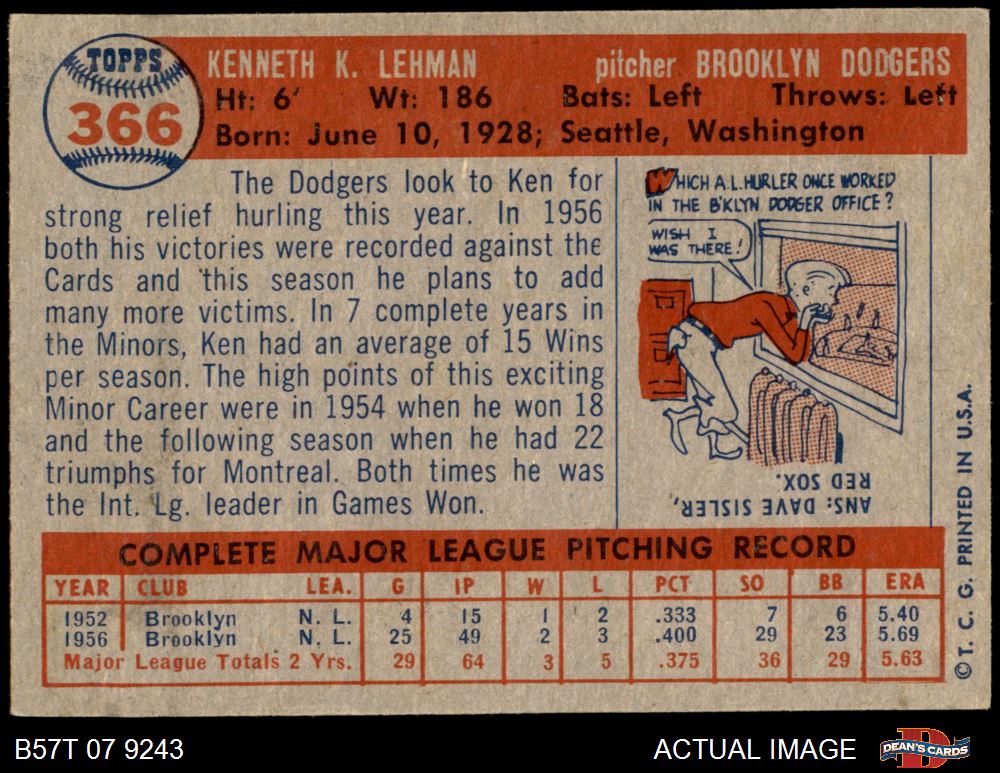 TOPPS
366
KENNETH K. LEHMAN pitcher BROOKLYN DODGERS
Ht: 6' Wt: 186 Bats: Left Throws: Left
Born: June 10, 1928; Seattle, Washington
The Dodgers look to Ken for
strong relief hurling this year. In 1956
both his victories were recorded against the
Cards and this season he plans to add
many more victims. In 7 complete years in
the Minors, Ken had an average of 15 Wins
per season. The high points of this exciting
Minor Career were in 1954 when he won 18
and the following season when he had 22
triumphs for Montreal. Both times he was
the Int. Lg. leader in Games Won.
WHICH A.L. HURLER ONCE WORKED
IN THE B'KLYN DODGER OFFICE?
WISH I
WAS THERE!
ANS: DAVE SISLER,
RED SOX.
COMPLETE MAJOR LEAGUE PITCHING RECORD
YEAR CLUB LEA. G IP W L PCT SO BB ERA
1952 Brooklyn N. L. 4 15 1 2 .333 7 6 5.40
1956 Brooklyn N. L. 25 49 2 3 .400 29 23 5.69
Major League Totals 2 Yrs. 29 64 3 5 .375 36 29 5.63
©T. C. G. PRINTED IN U.S.A.
B57T 07 9243 ACTUAL IMAGE DEAN'S CARDS